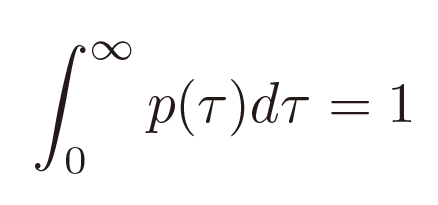 ∫₀^∞ p(τ)dτ = 1